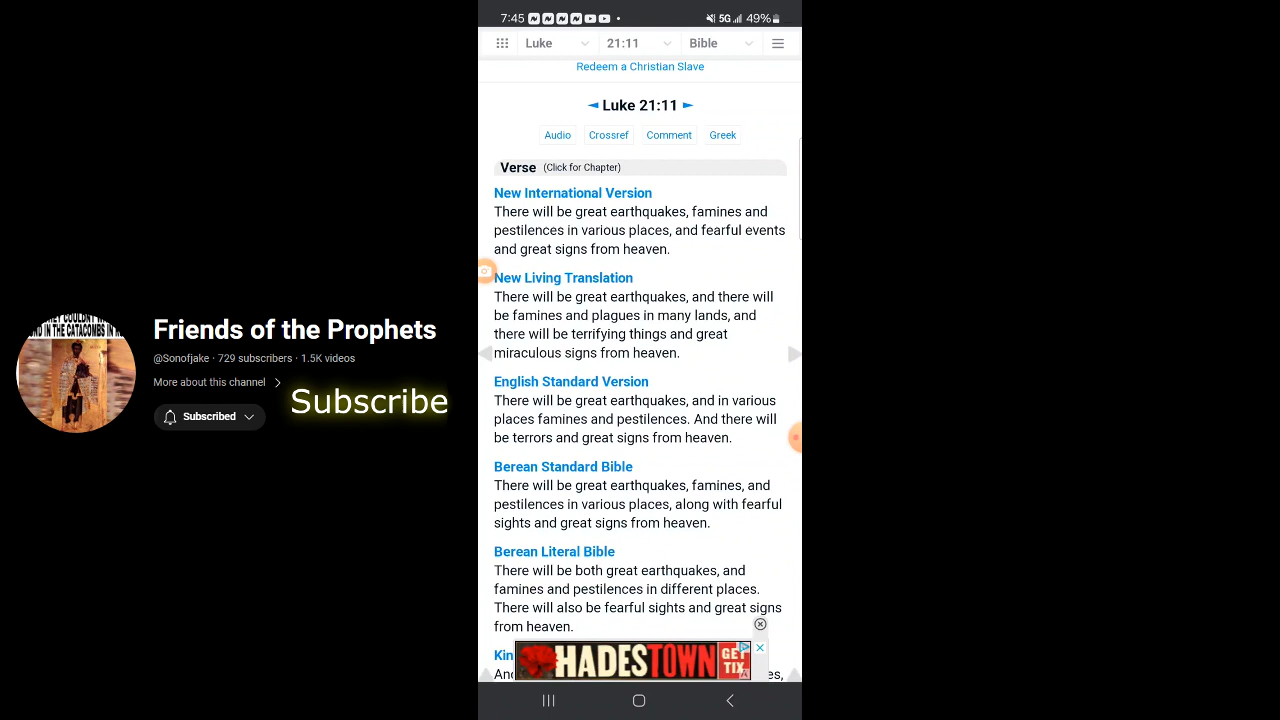 7:45 5G 49%
Luke 21:11 Bible
Redeem a Christian Slave
◄ Luke 21:11 ►
Audio Crossref Comment Greek
Verse (Click for Chapter)
New International Version
There will be great earthquakes, famines and
pestilences in various places, and fearful events
and great signs from heaven.
New Living Translation
There will be great earthquakes, and there will
be famines and plagues in many lands, and
there will be terrifying things and great
miraculous signs from heaven.
English Standard Version
There will be great earthquakes, and in various
places famines and pestilences. And there will
be terrors and great signs from heaven.
Berean Standard Bible
There will be great earthquakes, famines, and
pestilences in various places, along with fearful
sights and great signs from heaven.
Berean Literal Bible
There will be both great earthquakes, and
famines and pestilences in different places.
There will also be fearful sights and great signs
from heaven.
HADESTOWN GET TIX
IN THE CATACOMBS IN
Friends of the Prophets
@Sonofjake · 729 subscribers · 1.5K videos
More about this channel
Subscribed
Subscribe